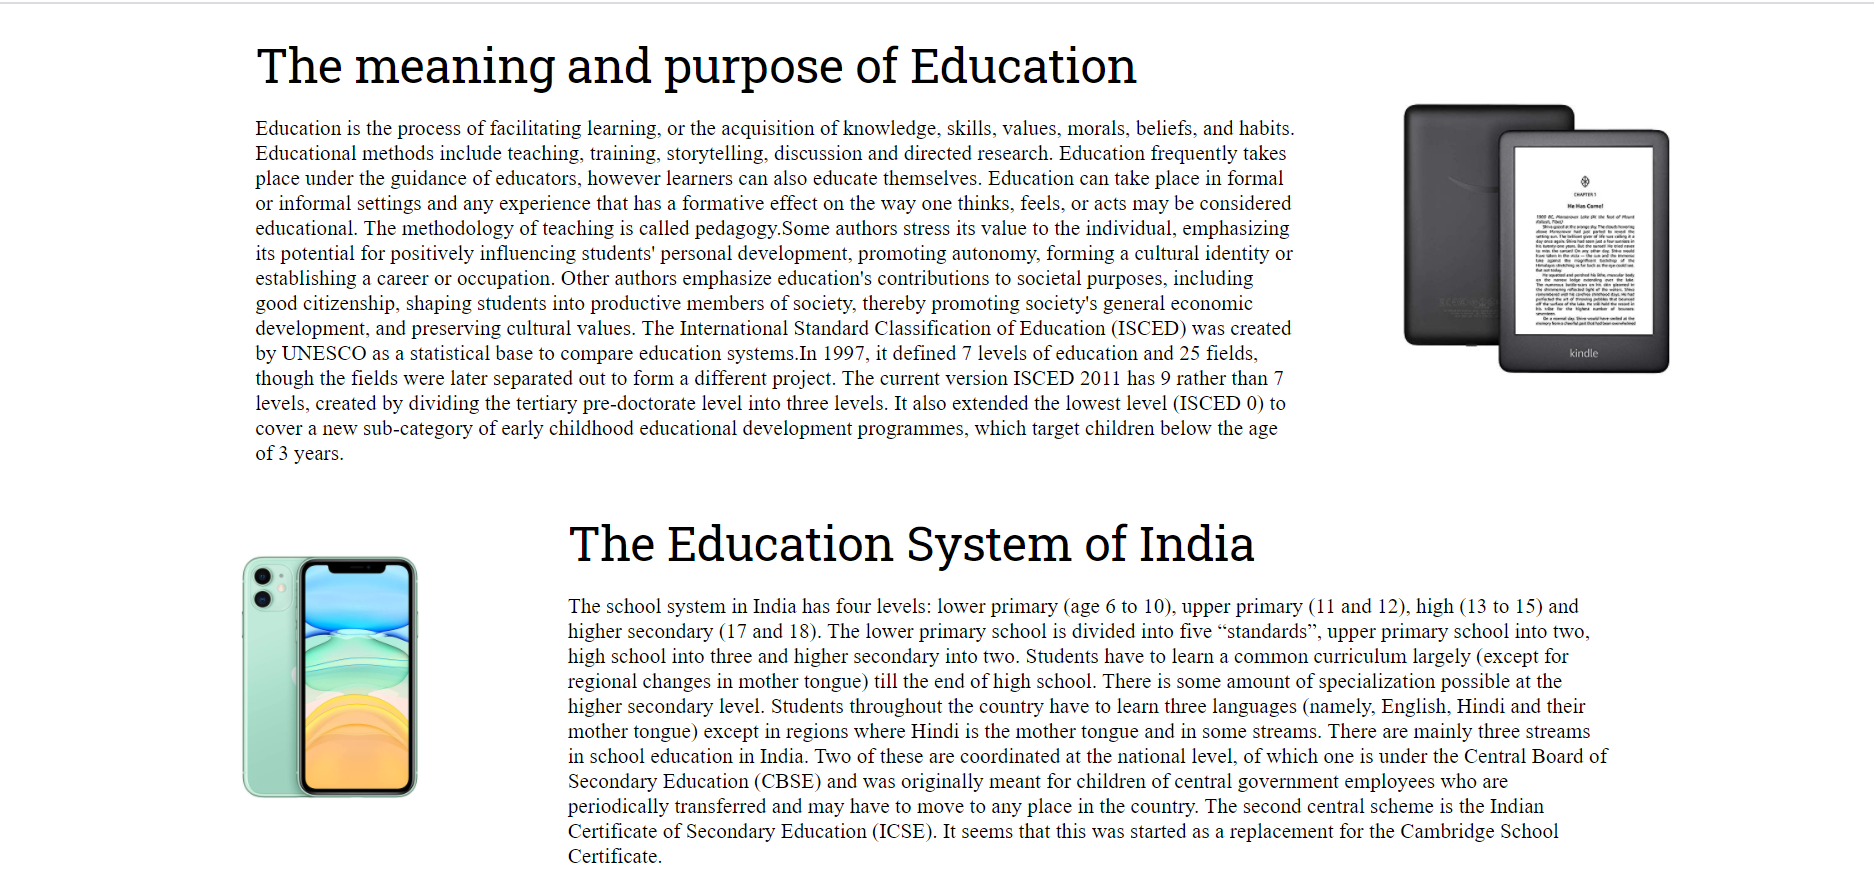 The meaning and purpose of Education
Education is the process of facilitating learning, or the acquisition of knowledge, skills, values, morals, beliefs, and habits.
Educational methods include teaching, training, storytelling, discussion and directed research. Education frequently takes
place under the guidance of educators, however learners can also educate themselves. Education can take place in formal
or informal settings and any experience that has a formative effect on the way one thinks, feels, or acts may be considered
educational. The methodology of teaching is called pedagogy.Some authors stress its value to the individual, emphasizing
its potential for positively influencing students' personal development, promoting autonomy, forming a cultural identity or
establishing a career or occupation. Other authors emphasize education's contributions to societal purposes, including
good citizenship, shaping students into productive members of society, thereby promoting society's general economic
development, and preserving cultural values. The International Standard Classification of Education (ISCED) was created
by UNESCO as a statistical base to compare education systems.In 1997, it defined 7 levels of education and 25 fields,
though the fields were later separated out to form a different project. The current version ISCED 2011 has 9 rather than 7
levels, created by dividing the tertiary pre-doctorate level into three levels. It also extended the lowest level (ISCED 0) to
cover a new sub-category of early childhood educational development programmes, which target children below the age
of 3 years.
CHAPTER 1
He Has Come!
kindle
The Education System of India
The school system in India has four levels: lower primary (age 6 to 10), upper primary (11 and 12), high (13 to 15) and
higher secondary (17 and 18). The lower primary school is divided into five “standards”, upper primary school into two,
high school into three and higher secondary into two. Students have to learn a common curriculum largely (except for
regional changes in mother tongue) till the end of high school. There is some amount of specialization possible at the
higher secondary level. Students throughout the country have to learn three languages (namely, English, Hindi and their
mother tongue) except in regions where Hindi is the mother tongue and in some streams. There are mainly three streams
in school education in India. Two of these are coordinated at the national level, of which one is under the Central Board of
Secondary Education (CBSE) and was originally meant for children of central government employees who are
periodically transferred and may have to move to any place in the country. The second central scheme is the Indian
Certificate of Secondary Education (ICSE). It seems that this was started as a replacement for the Cambridge School
Certificate.